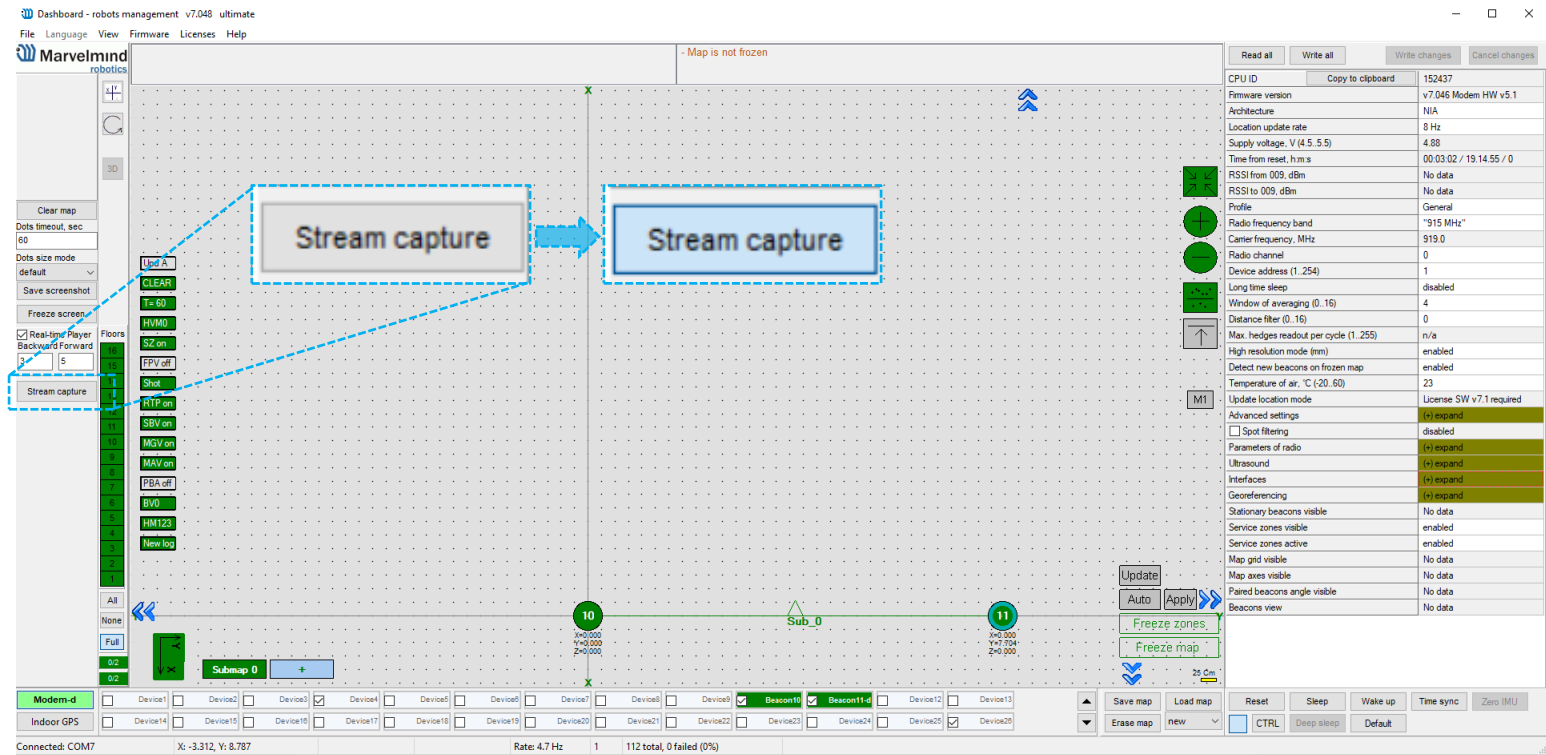 Dashboard - robots management v7.048 ultimate
File Language View Firmware Licenses Help
Marvelmind
robotics
- Map is not frozen
Read all Write all Write changes Cancel changes
CPU ID Copy to clipboard 152437
Firmware version v7.046 Modem HW v5.1
Architecture NIA
Location update rate 8 Hz
Supply voltage, V (4.5..5.5) 4.88
Time from reset, h:m:s 00:03:02 / 19.14.55 / 0
RSSI from 009, dBm No data
RSSI to 009, dBm No data
Profile General
Radio frequency band "915 MHz"
Carrier frequency, MHz 919.0
Radio channel 0
Device address (1..254) 1
Long time sleep disabled
Window of averaging (0..16) 4
Distance filter (0..16) 0
Max. hedges readout per cycle (1..255) n/a
High resolution mode (mm) enabled
Detect new beacons on frozen map enabled
Temperature of air, °C (-20..60) 23
Update location mode License SW v7.1 required
Advanced settings (+) expand
Spot filtering disabled
Parameters of radio (+) expand
Ultrasound (+) expand
Interfaces (+) expand
Georeferencing (+) expand
Stationary beacons visible No data
Service zones visible enabled
Service zones active enabled
Map grid visible No data
Map axes visible No data
Paired beacons angle visible No data
Beacons view No data
3D
Clear map
Dots timeout, sec
60
Dots size mode
default
Save screenshot
Freeze screen
Real-time Player
Backward Forward
3 5
Stream capture
Floors
16
15
12
11
10
9
8
7
6
5
4
3
2
1
All
None
Full
0/2
0/2
X
Stream capture
Stream capture
Upd A
CLEAR
T= 60
HVM0
SZ on
FPV off
Shot
RTP on
SBV on
MGV on
MAV on
PBA off
BV0
HM123
New log
M1
Update
Auto Apply
Freeze zones
Freeze map
Y
10
X=0.000
Y=0.000
Z=0.000
Sub_0
11
X=0.000
Y=7.704
Z=0.000
25 Cm
Submap 0 +
X
Modem-d Device1 Device2 Device3 Device4 Device5 Device6 Device7 Device8 Device9 Beacon10 Beacon11-d Device12 Device13
Indoor GPS Device14 Device15 Device16 Device17 Device18 Device19 Device20 Device21 Device22 Device23 Device24 Device25 Device26
Save map Load map
Erase map new
Reset Sleep Wake up Time sync Zero IMU
CTRL Deep sleep Default
Connected: COM7 X: -3.312, Y: 8.787 Rate: 4.7 Hz 1 112 total, 0 failed (0%)